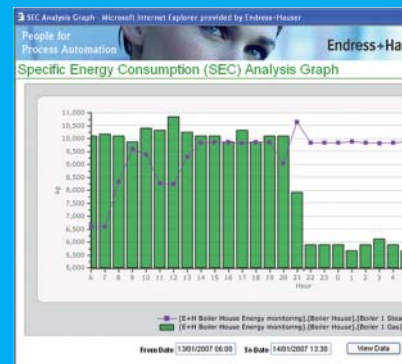 SEC Analysis Graph - Microsoft Internet Explorer provided by Endress+Hauser
People for
Process Automation
Endress+Ha
Specific Energy Consumption (SEC) Analysis Graph
11,000
10,500
10,000
9,500
9,000
8,500
8,000
7,500
7,000
6,500
6,000
5,500
5,000
kg
6 7 8 9 10 11 12 13 14 15 16 17 18 19 20 21 22 23 0 1 2 3 4
Hour
[E+H Boiler House Energy monitoring].[Boiler House].[Boiler 1 Stea
[E+H Boiler House Energy monitoring].[Boiler House].[Boiler 1 Gas]
From Date 13/01/2007 06:00 To Date 14/01/2007 13:30 View Data